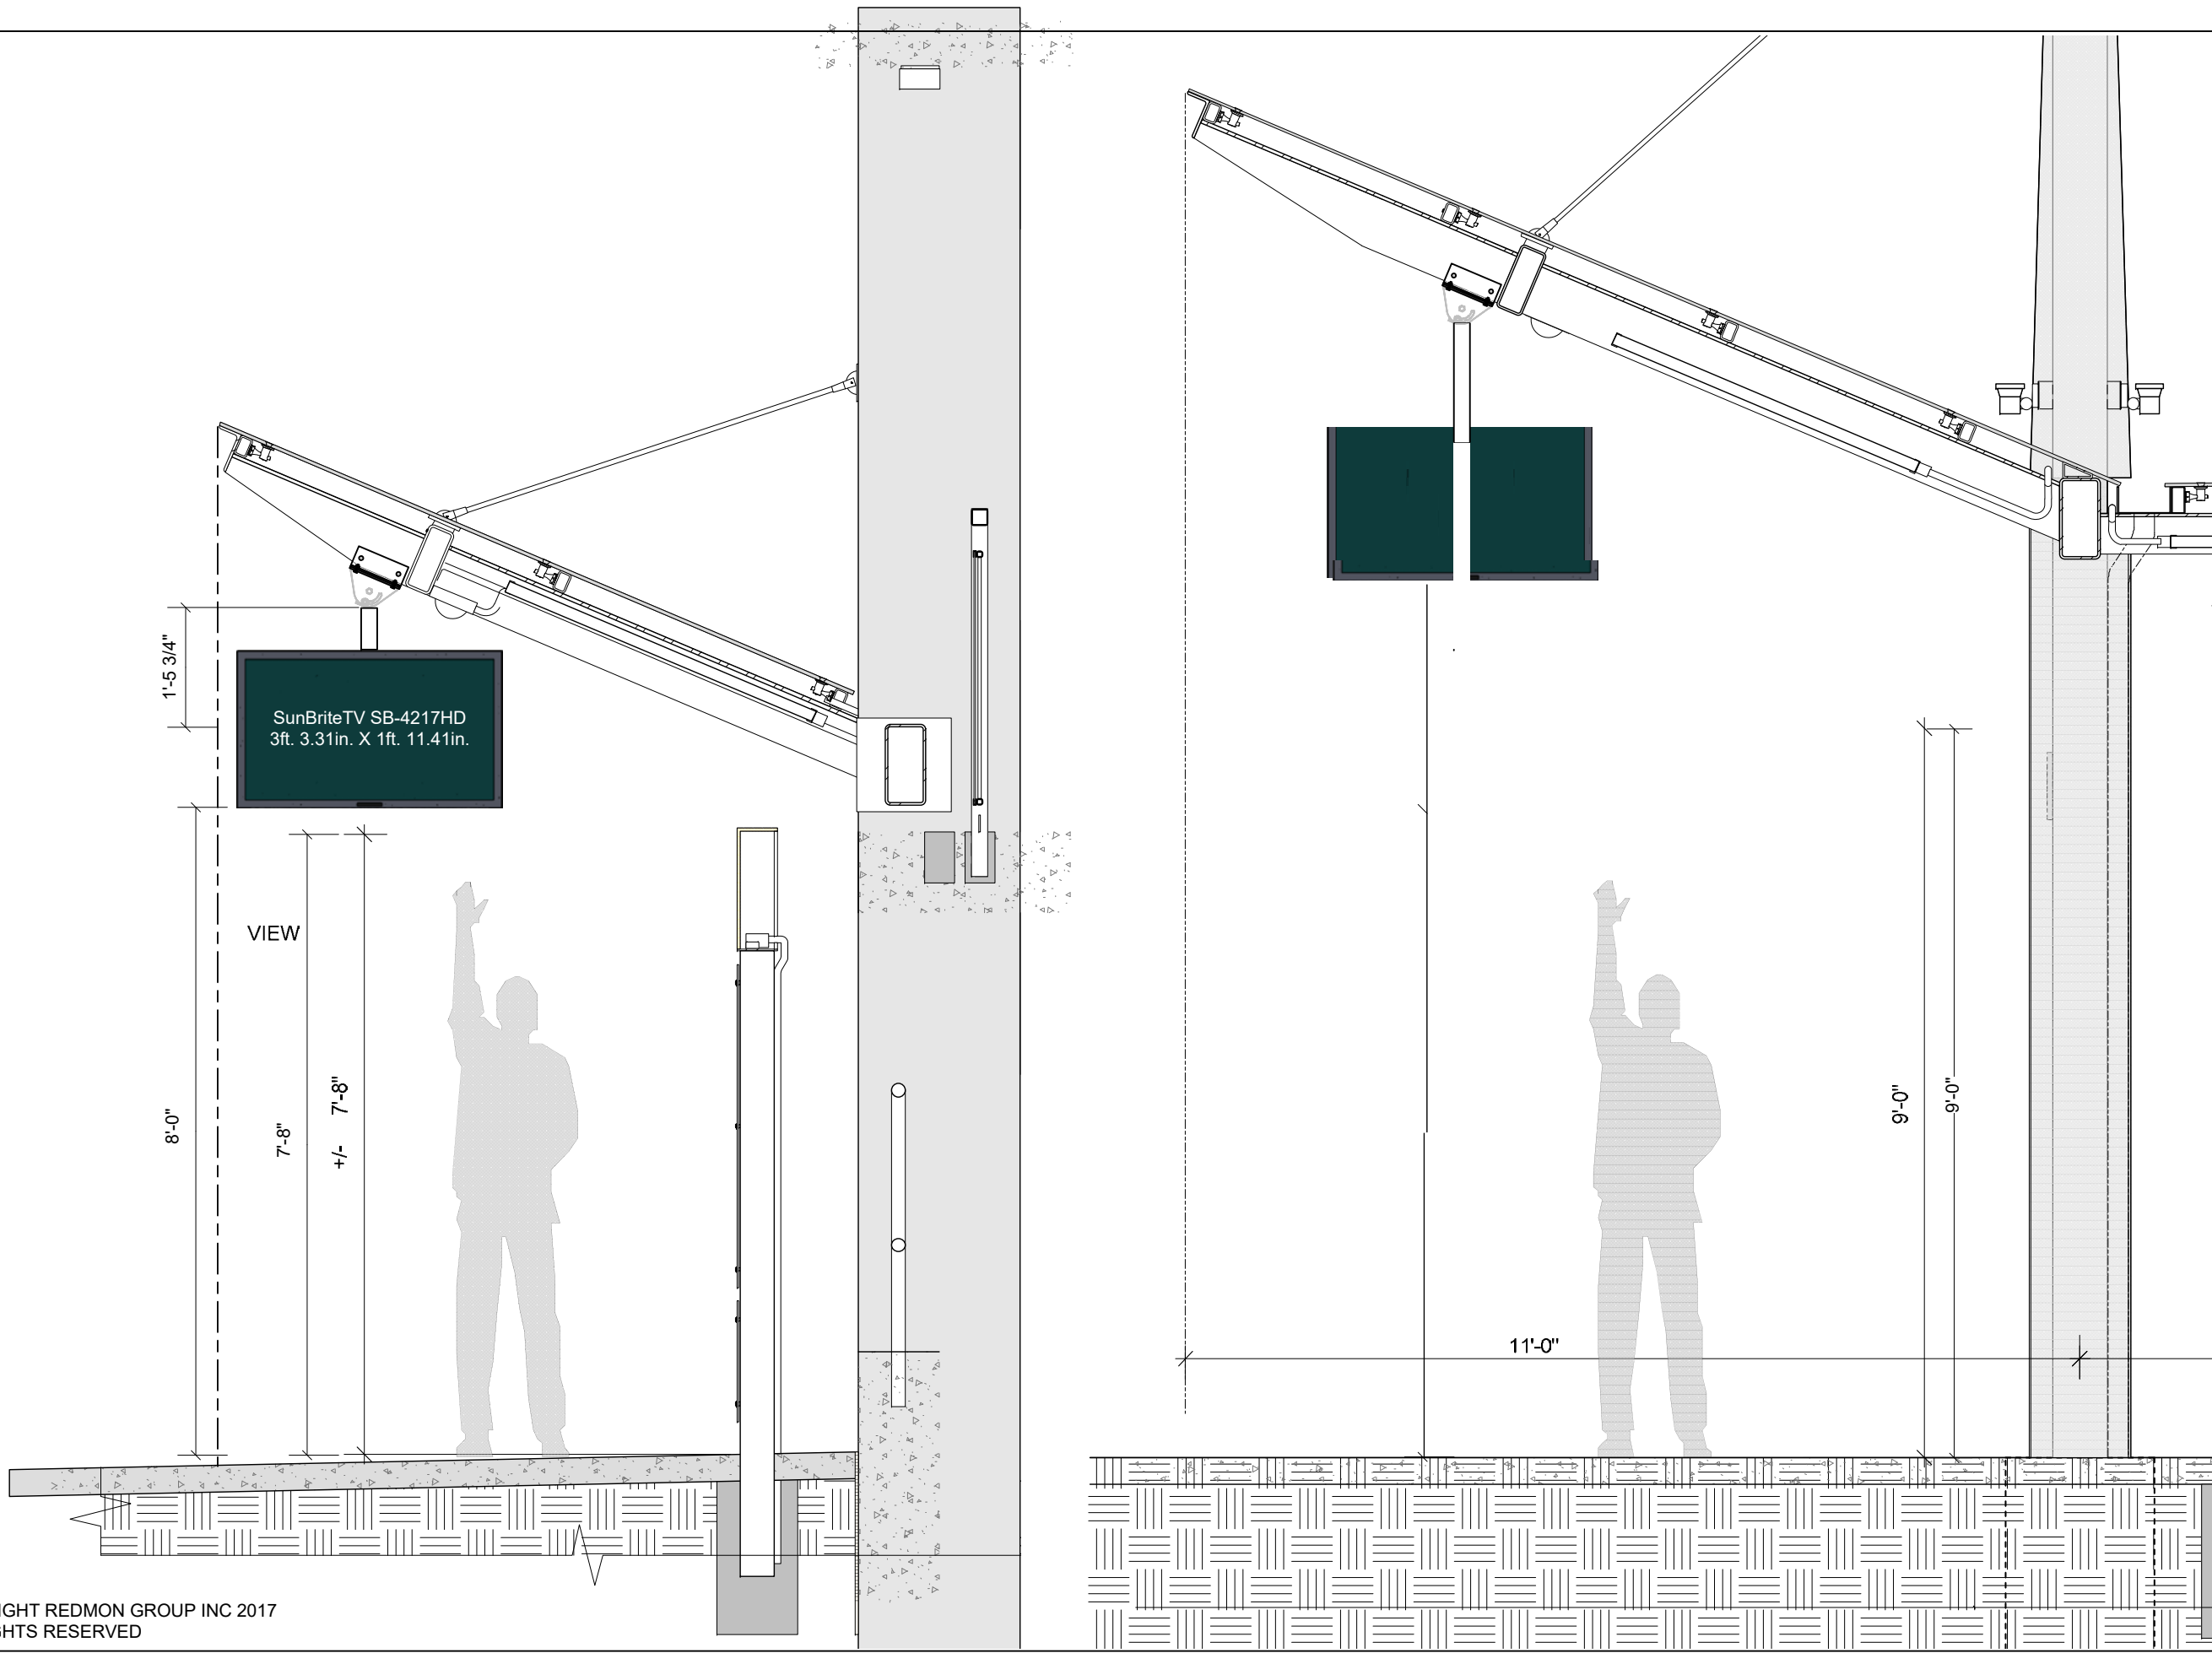 1'-5 3/4"
SunBriteTV SB-4217HD
3ft. 3.31in. X 1ft. 11.41in.
VIEW
8'-0"
7'-8"
+/- 7'-8"
9'-0"
9'-0"
11'-0"
IGHT REDMON GROUP INC 2017
GHTS RESERVED